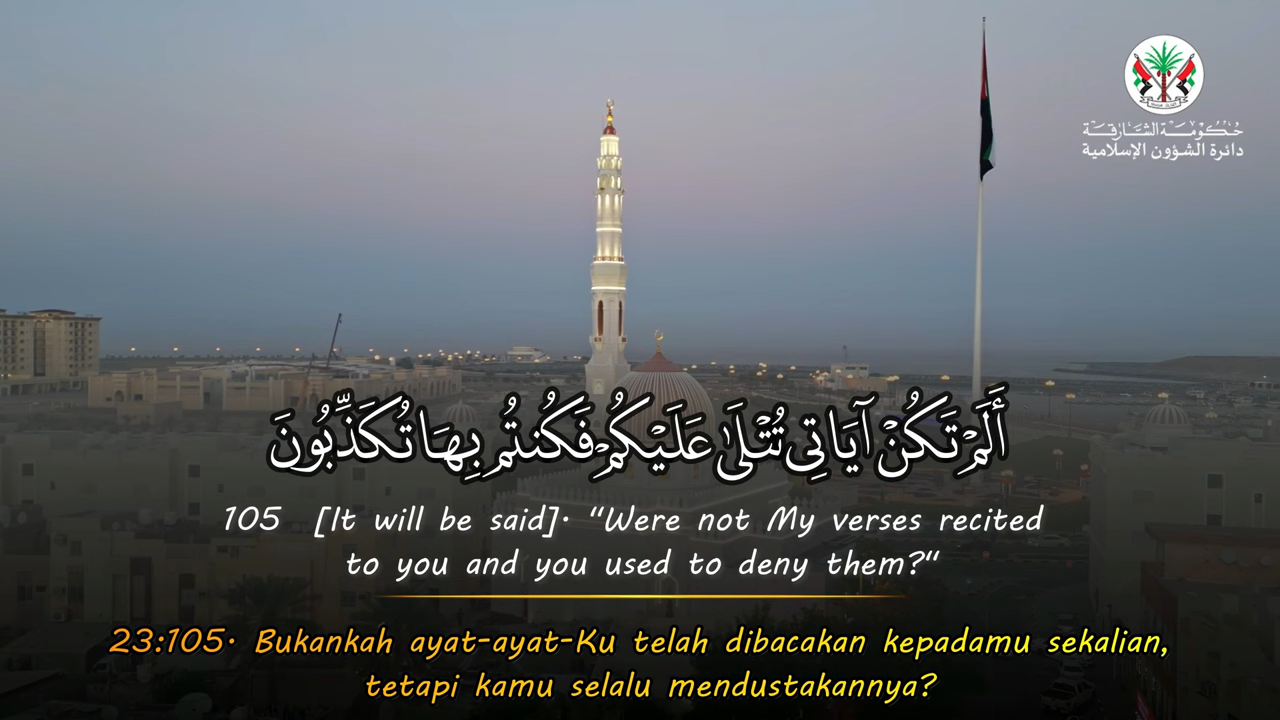 حكومة الشارقة
دائرة الشؤون الإسلامية
أَلَمْ تَكُنْ آيَاتِي تُتْلَىٰ عَلَيْكُمْ فَكُنتُم بِهَا تُكَذِّبُونَ
105 [It will be said]. “Were not My verses recited
to you and you used to deny them?“
23:105. Bukankah ayat-ayat-Ku telah dibacakan kepadamu sekalian,
tetapi kamu selalu mendustakannya?